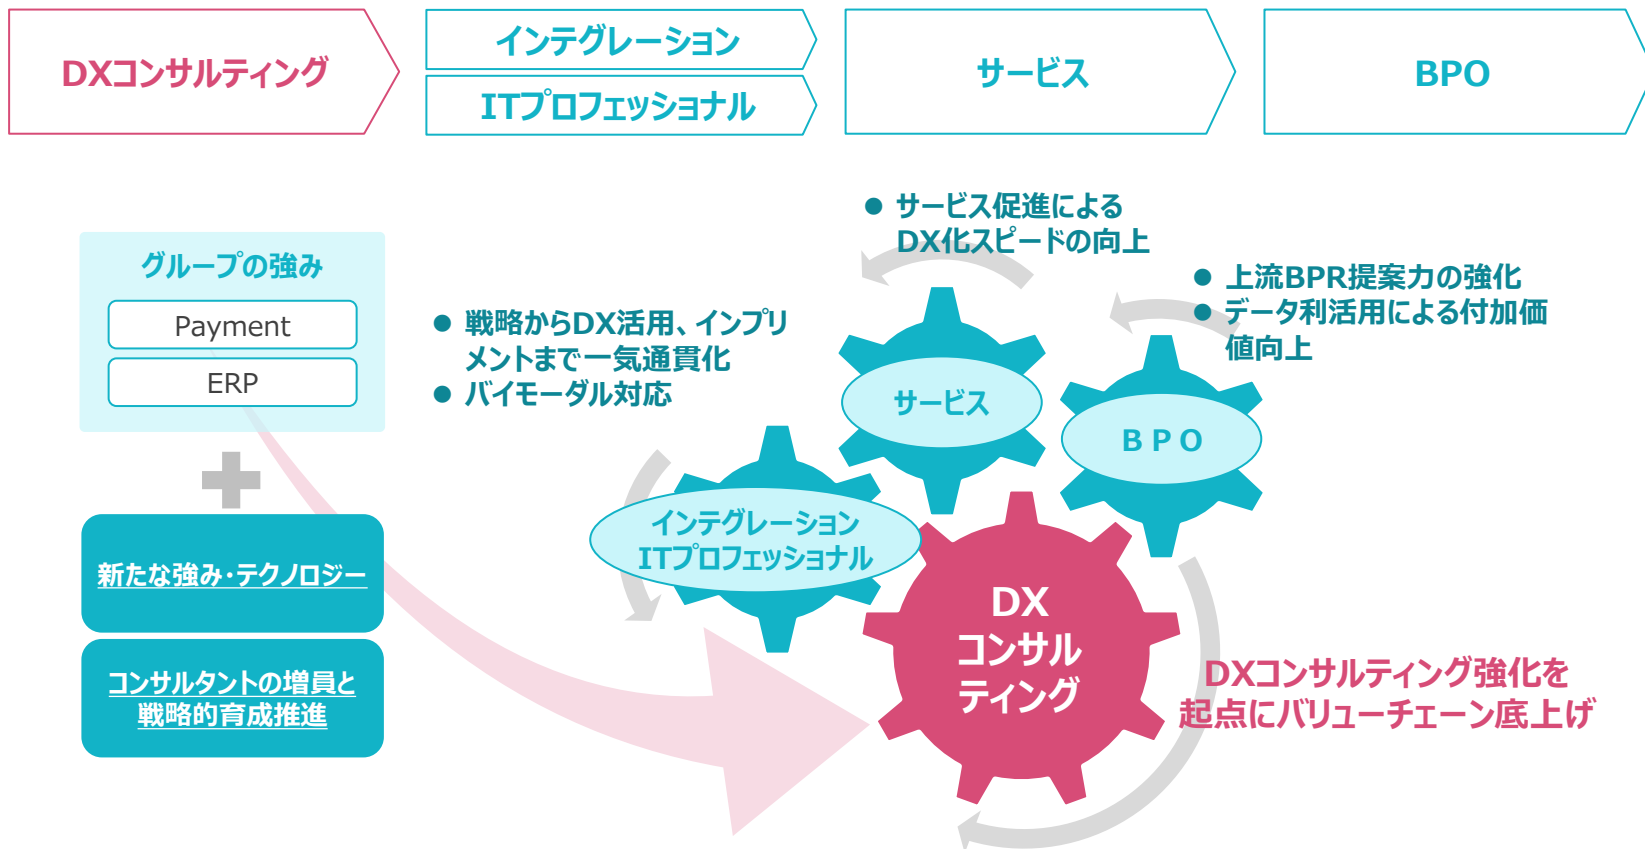 DXコンサルティング
インテグレーション
ITプロフェッショナル
サービス
BPO
グループの強み
Payment
ERP
新たな強み・テクノロジー
コンサルタントの増員と
戦略的育成推進
● 戦略からDX活用、インプリ
メントまで一気通貫化
● バイモーダル対応
● サービス促進による
DX化スピードの向上
● 上流BPR提案力の強化
● データ利活用による付加価
値向上
サービス
BPO
インテグレーション
ITプロフェッショナル
DX
コンサル
ティング
DXコンサルティング強化を
起点にバリューチェーン底上げ